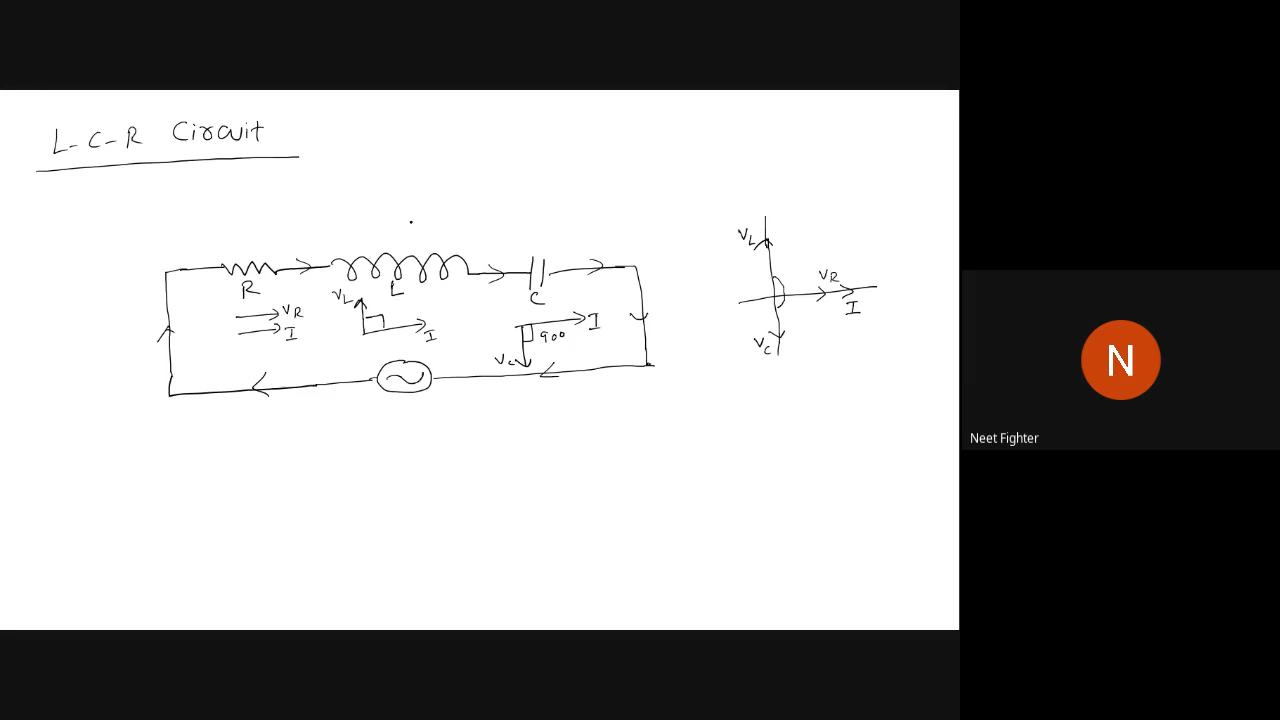 L-C-R Circuit
R
L
C
VR
I
VL
I
I
90°
Vc
VL
VR
I
Vc
N
Neet Fighter